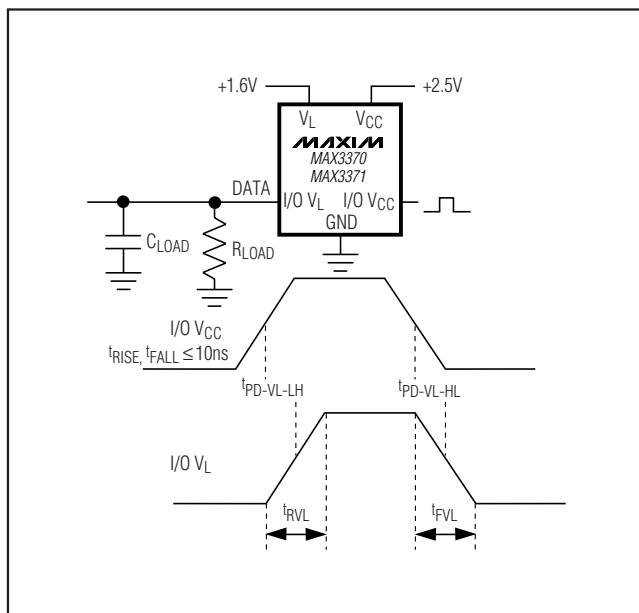 +1.6V +2.5V
VL VCC
MAXIM
MAX3370
MAX3371
DATA I/O VL I/O VCC
GND
CLOAD RLOAD
I/O VCC
tRISE, tFALL ≤ 10ns
tPD-VL-LH tPD-VL-HL
I/O VL
tRVL tFVL